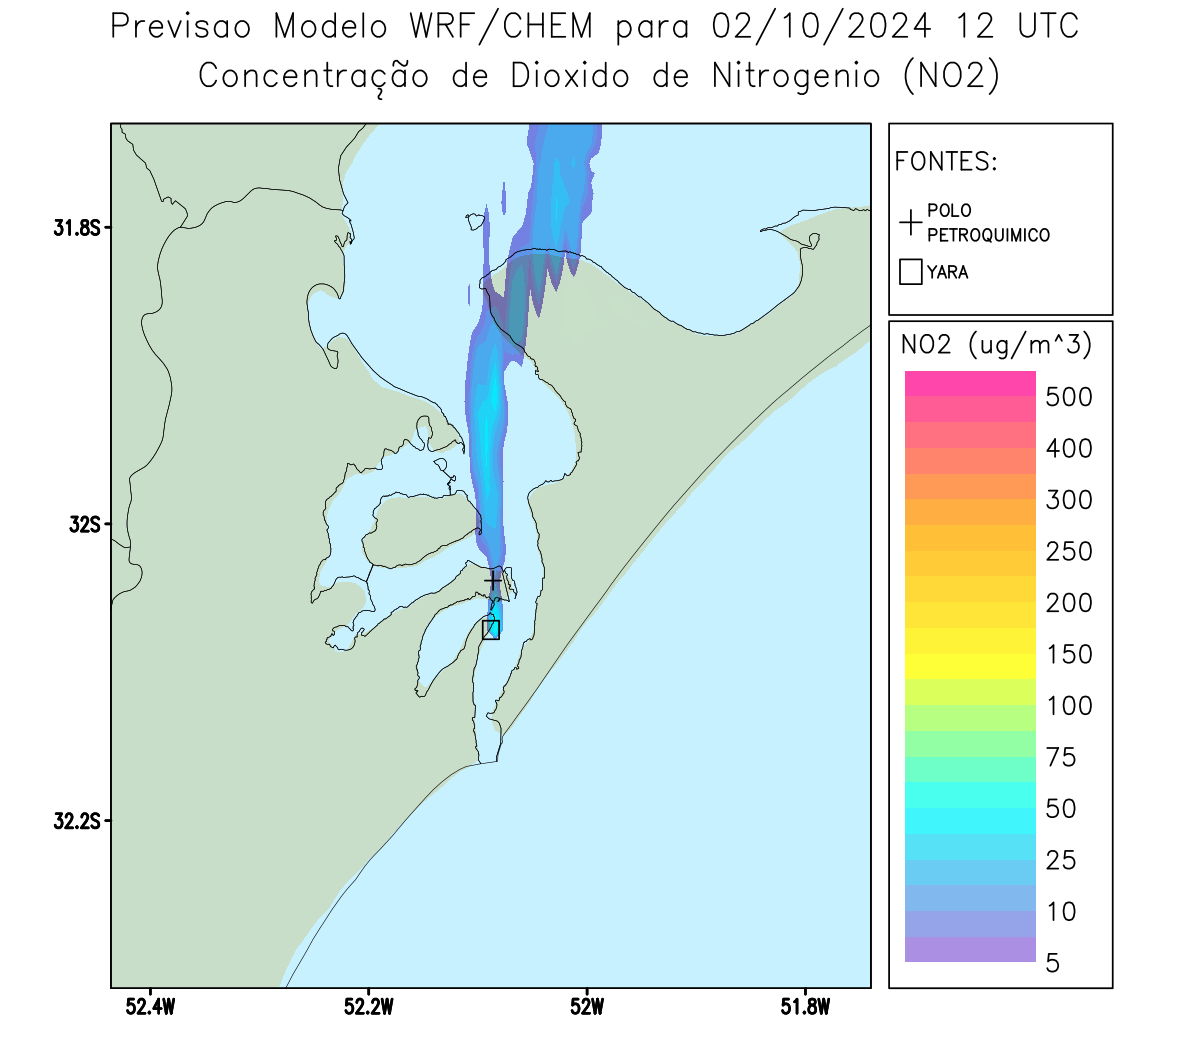 Previsao Modelo WRF/CHEM para 02/10/2024 12 UTC
Concentração de Dioxido de Nitrogenio (NO2)
FONTES:
POLO
PETROQUIMICO
YARA
NO2 (ug/m^3)
500
400
300
250
200
150
100
75
50
25
10
5
31.8S
32S
32.2S
52.4W
52.2W
52W
51.8W